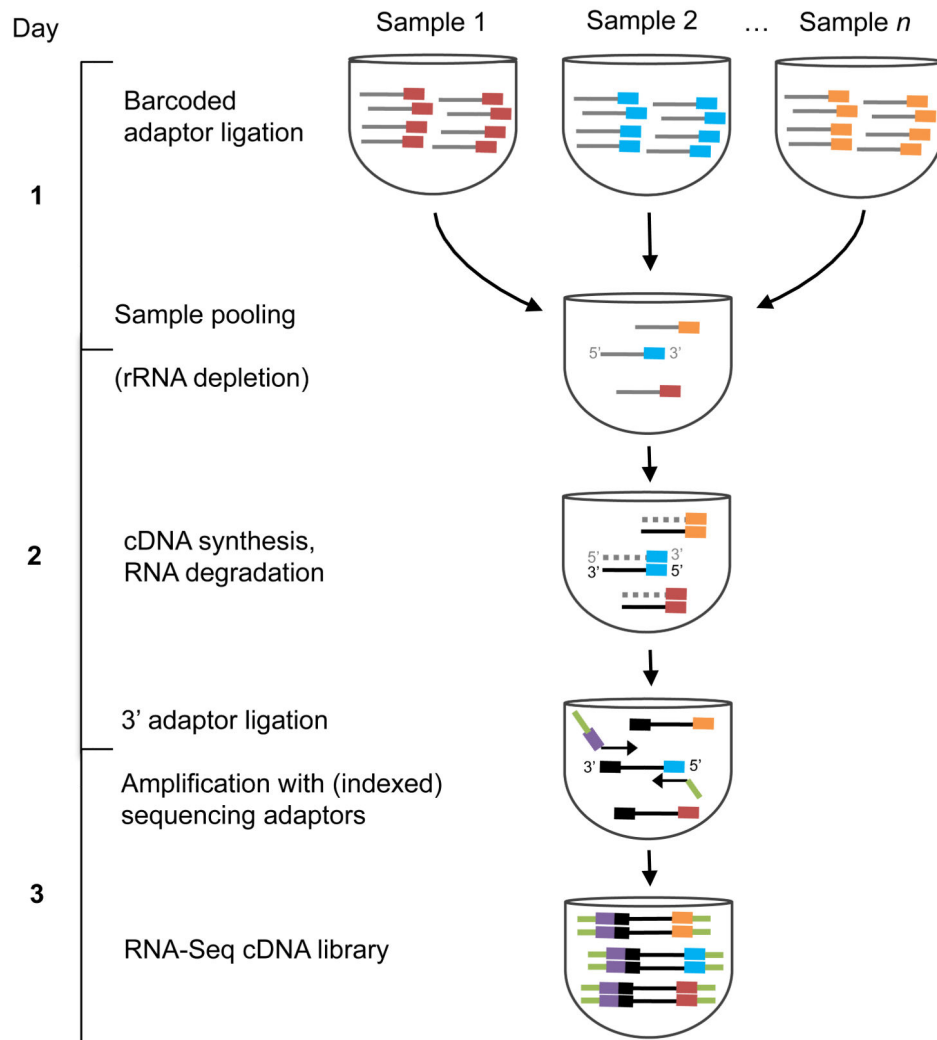 Day
Sample 1
Sample 2
...
Sample n
Barcoded
adaptor ligation
1
Sample pooling
5’
3’
(rRNA depletion)
2
cDNA synthesis,
RNA degradation
5’
3’
3’
5’
3’ adaptor ligation
3’
5’
Amplification with (indexed)
sequencing adaptors
3
RNA-Seq cDNA library